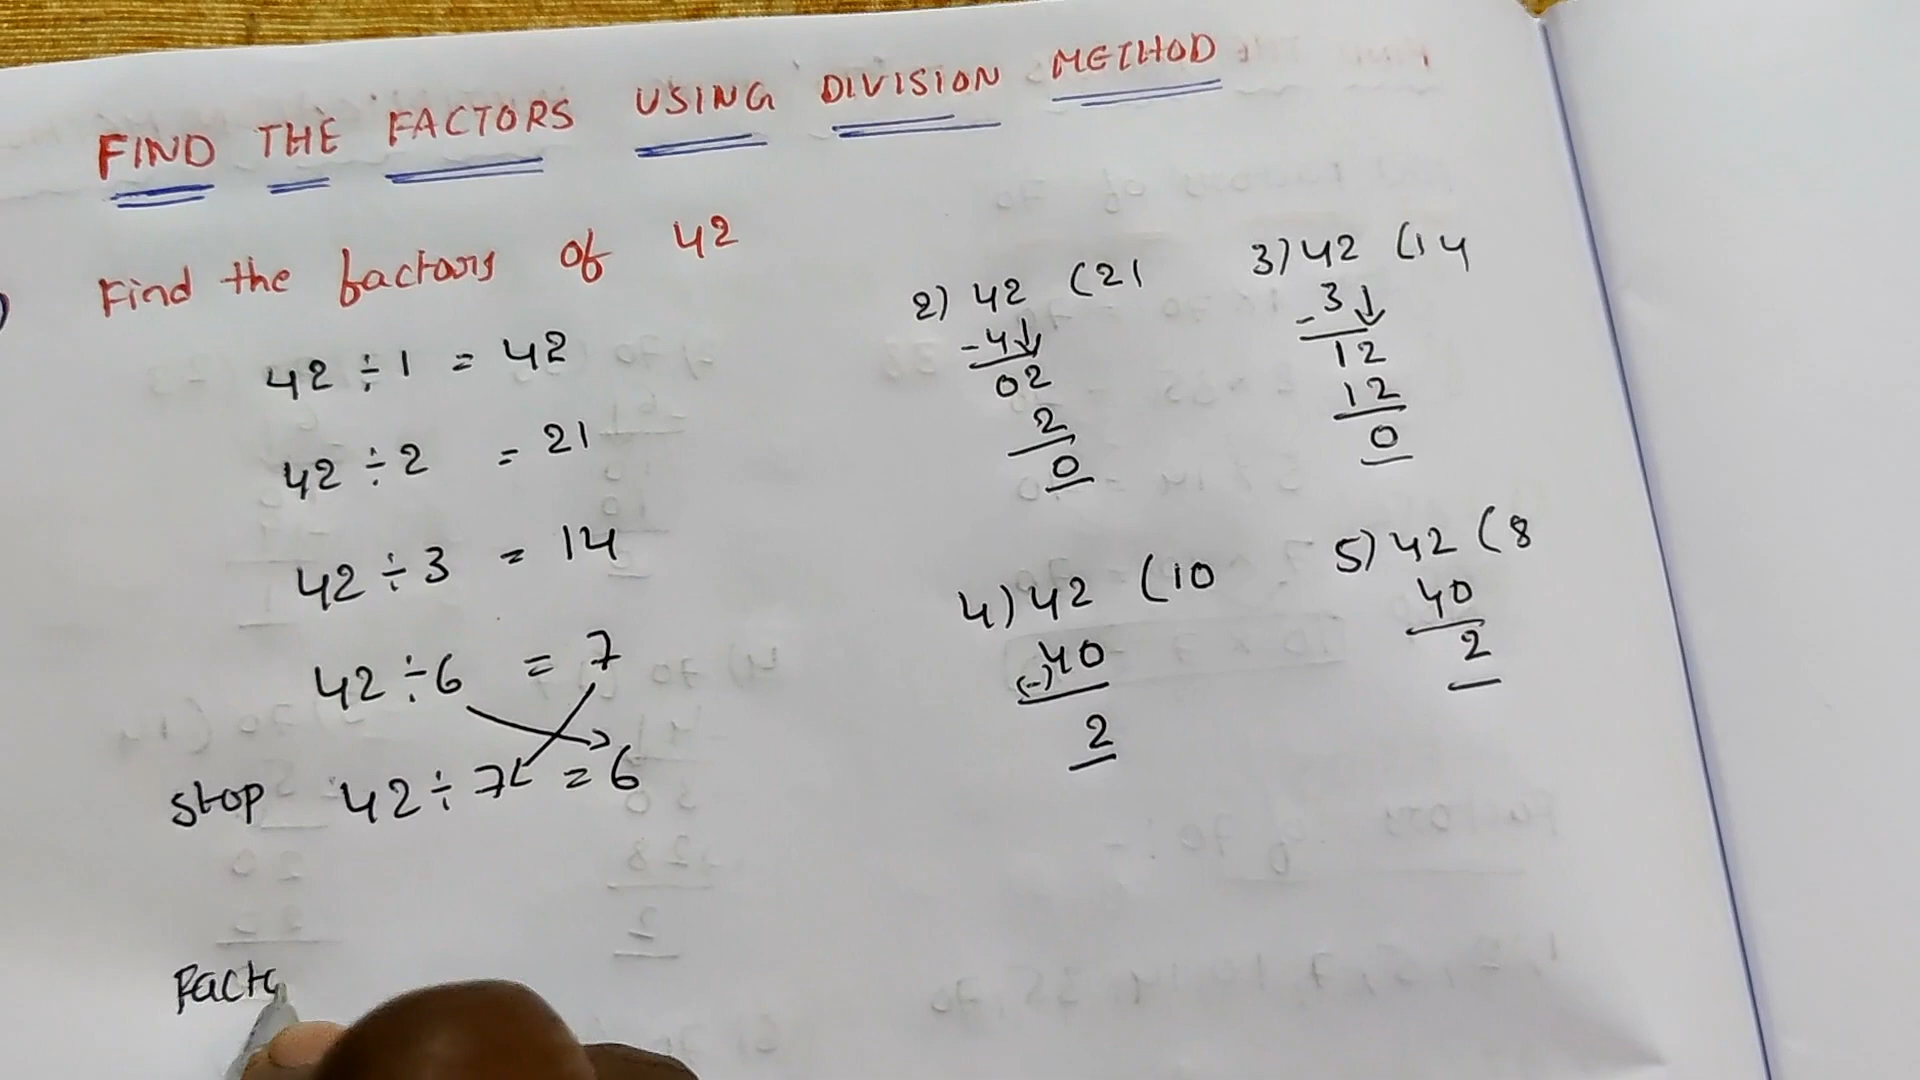 FIND THE FACTORS USING DIVISION METHOD
Find the factors of 42
42 ÷ 1 = 42
42 ÷ 2 = 21
42 ÷ 3 = 14
42 ÷ 6 = 7
stop 42 ÷ 7 = 6
Facto
2) 42 (21
-4↓
02
2
0
3) 42 (14
-3↓
12
12
0
4) 42 (10
(-)40
2
5) 42 (8
40
2